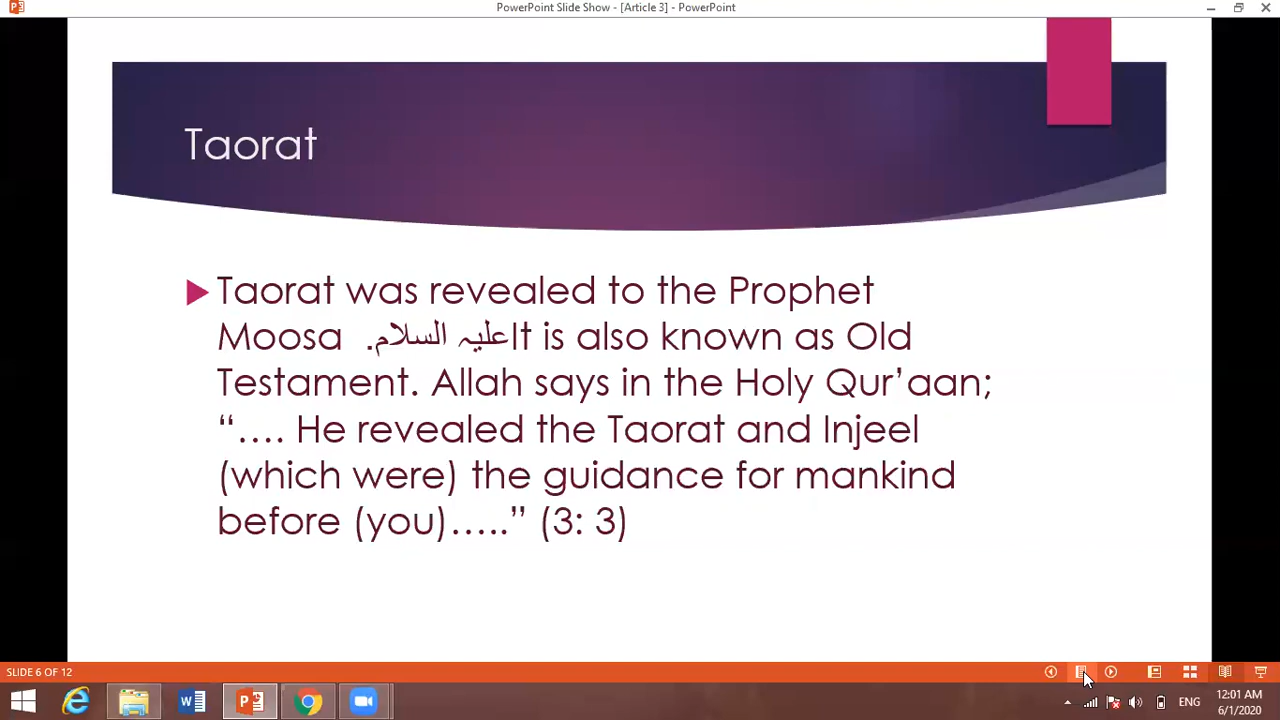 PowerPoint Slide Show - [Article 3] - PowerPoint
Taorat
Taorat was revealed to the Prophet
Moosa علیہ السلام. It is also known as Old
Testament. Allah says in the Holy Qur’aan;
“…. He revealed the Taorat and Injeel
(which were) the guidance for mankind
before (you)…..” (3: 3)
SLIDE 6 OF 12
ENG
12:01 AM
6/1/2020